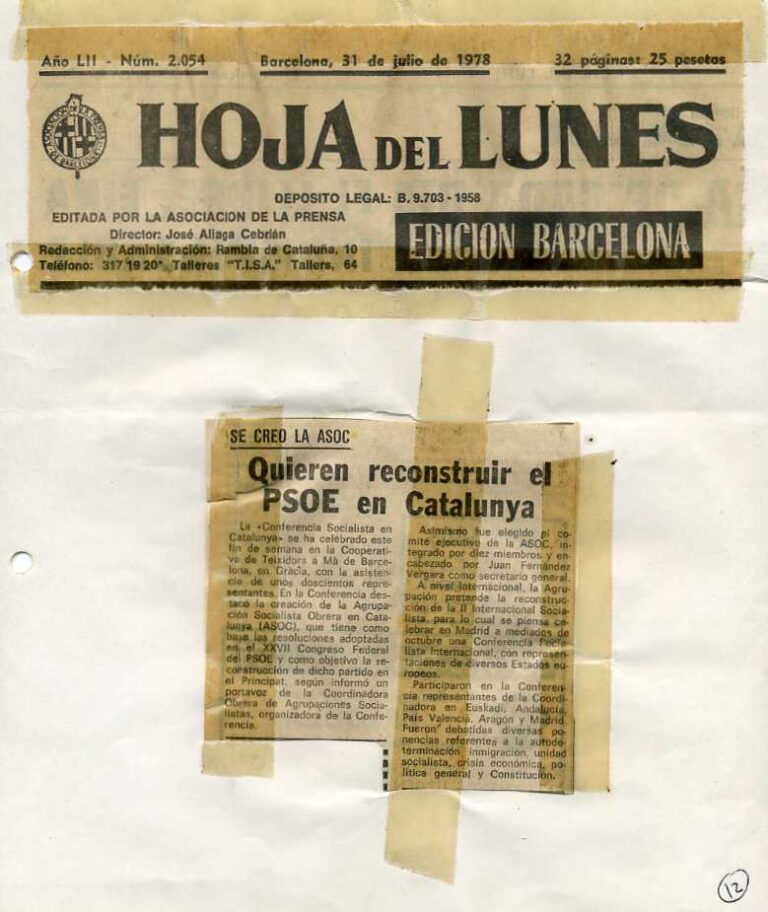 Año LII - Núm. 2.054
Barcelona, 31 de julio de 1978
32 páginas: 25 pesetas
HOJA DEL LUNES
DEPOSITO LEGAL: B. 9.703 - 1958
EDITADA POR LA ASOCIACION DE LA PRENSA
Director: José Aliaga Cebrián
Redacción y Administración: Rambla de Cataluña, 10
Teléfono: 317 19 20*. Talleres "T.I.S.A." Tallers, 64
EDICION BARCELONA
SE CREO LA ASOC
Quieren reconstruir el
PSOE en Catalunya
La «Conferencia Socialista en
Catalunya» se ha celebrado este
fin de semana en la Cooperati-
va de Teixidors a Mà de Barce-
lona, en Gràcia, con la asisten-
cia de unos doscientos repre-
sentantes. En la Conferencia des-
tacó la creación de la Agrupa-
ción Socialista Obrera en Cata-
lunya (ASOC), que tiene como
base las resoluciones adoptadas
en el XXVII Congreso Federal
del PSOE y como objetivo la re-
construcción de dicho partido en
el Principat, según informó un
portavoz de la Coordinadora
Obrera de Agrupaciones Socia-
listas, organizadora de la Confe-
rencia.
Asimismo fue elegido el co-
mité ejecutivo de la ASOC, in-
tegrado por diez miembros y en-
cabezado por Juan Fernández
Vergara como secretario general.
A nivel internacional, la Agru-
pación pretende la reconstruc-
ción de la II Internacional Socia-
lista, para lo cual se piensa ce-
lebrar en Madrid a mediados de
octubre una Conferencia Socia-
lista Internacional, con represen-
taciones de diversos Estados eu-
ropeos.
Participaron en la Conferen-
cia representantes de la Coordi-
nadora en Euskadi, Andalucía,
País Valencià, Aragón y Madrid.
Fueron debatidas diversas po-
nencias referentes a la autode-
terminación inmigración, unidad
socialista, crisis económica, po-
lítica general y Constitución.
12